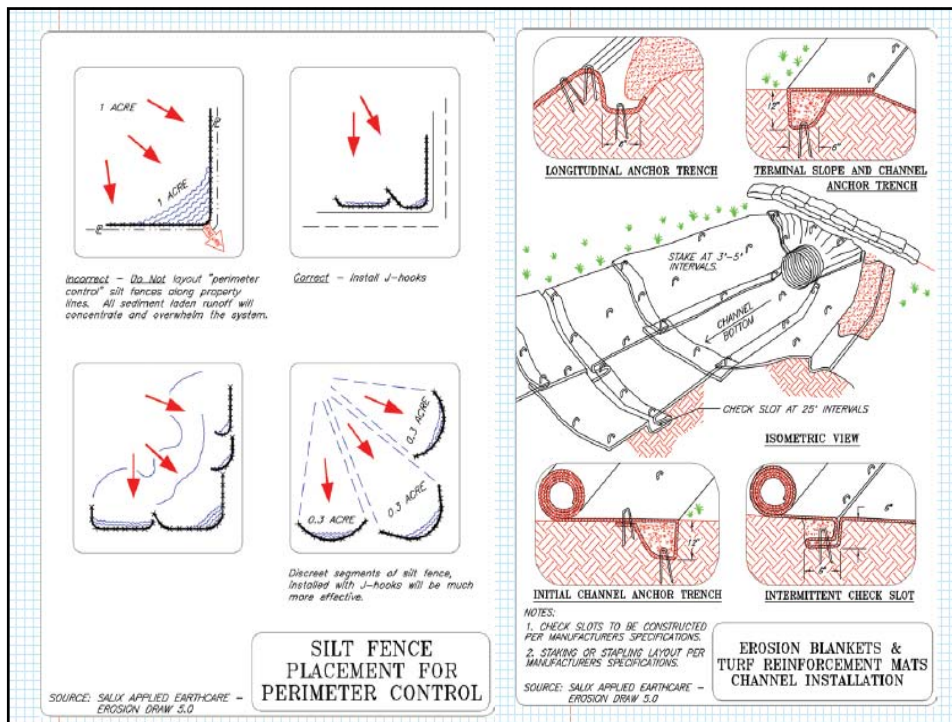 1 ACRE
1 ACRE
Incorrect – Do Not layout "perimeter
control" silt fences along property
lines. All sediment laden runoff will
concentrate and overwhelm the system.
Correct – Install J-hooks
0.3 ACRE
0.3 ACRE
0.3 ACRE
Discreet segments of silt fence,
installed with J-hooks will be much
more effective.
SILT FENCE
PLACEMENT FOR
PERIMETER CONTROL
SOURCE: SALIX APPLIED EARTHCARE –
EROSION DRAW 5.0
6"
LONGITUDINAL ANCHOR TRENCH
12"
6"
TERMINAL SLOPE AND CHANNEL
ANCHOR TRENCH
STAKE AT 3'-5'
INTERVALS.
CHANNEL
BOTTOM
CHECK SLOT AT 25' INTERVALS
ISOMETRIC VIEW
12"
INITIAL CHANNEL ANCHOR TRENCH
6"
6"
INTERMITTENT CHECK SLOT
NOTES:
1. CHECK SLOTS TO BE CONSTRUCTED
PER MANUFACTURERS SPECIFICATIONS.
2. STAKING OR STAPLING LAYOUT PER
MANUFACTURERS SPECIFICATIONS.
EROSION BLANKETS &
TURF REINFORCEMENT MATS
CHANNEL INSTALLATION
SOURCE: SALIX APPLIED EARTHCARE –
EROSION DRAW 5.0